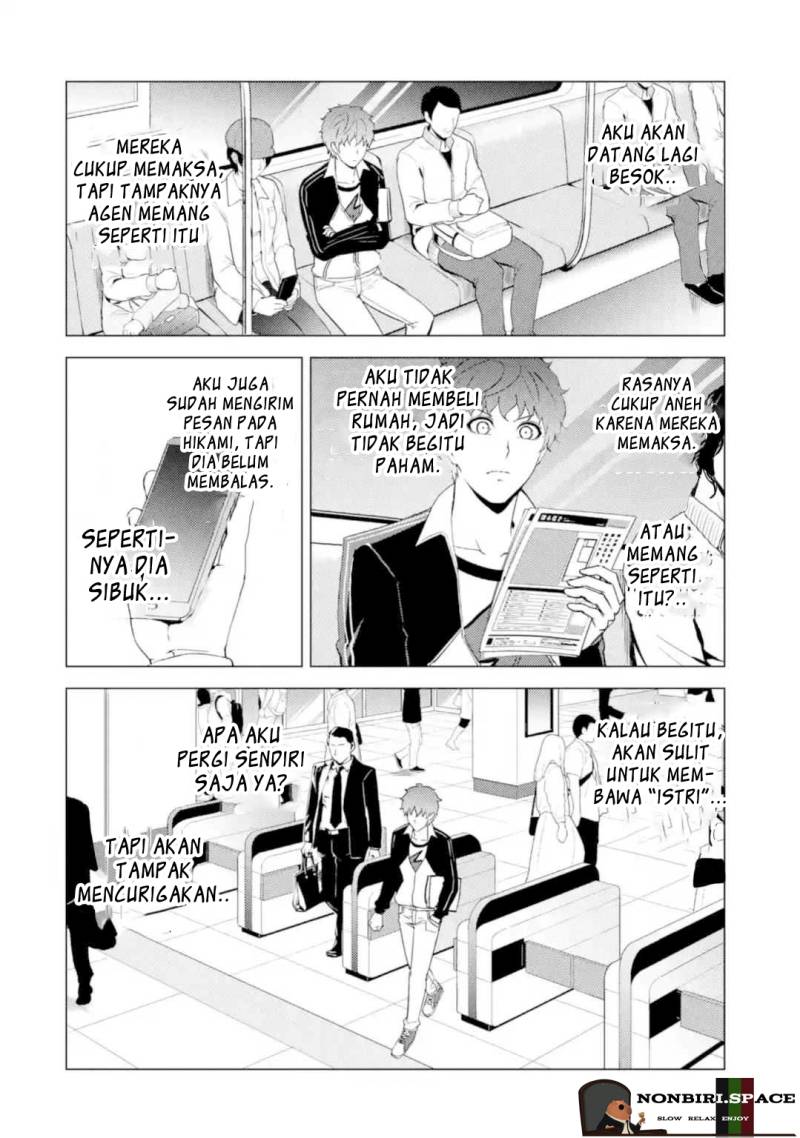 AKU AKAN
DATANG LAGI
BESOK..
MEREKA
CUKUP MEMAKSA,
TAPI TAMPAKNYA
AGEN MEMANG
SEPERTI ITU
RASANYA
CUKUP ANEH
KARENA MEREKA
MEMAKSA.
ATAU
MEMANG
SEPERTI
ITU?..
AKU TIDAK
PERNAH MEMBELI
RUMAH, JADI
TIDAK BEGITU
PAHAM.
AKU JUGA
SUDAH MENGIRIM
PESAN PADA
HIKAMI, TAPI
DIA BELUM
MEMBALAS.
SEPERTI-
NYA DIA
SIBUK...
KALAU BEGITU,
AKAN SULIT
UNTUK MEM-
BAWA "ISTRI"...
APA AKU
PERGI SENDIRI
SAJA YA?
TAPI AKAN
TAMPAK
MENCURIGAKAN..
NONBIRI.SPACE
SLOW RELAX ENJOY